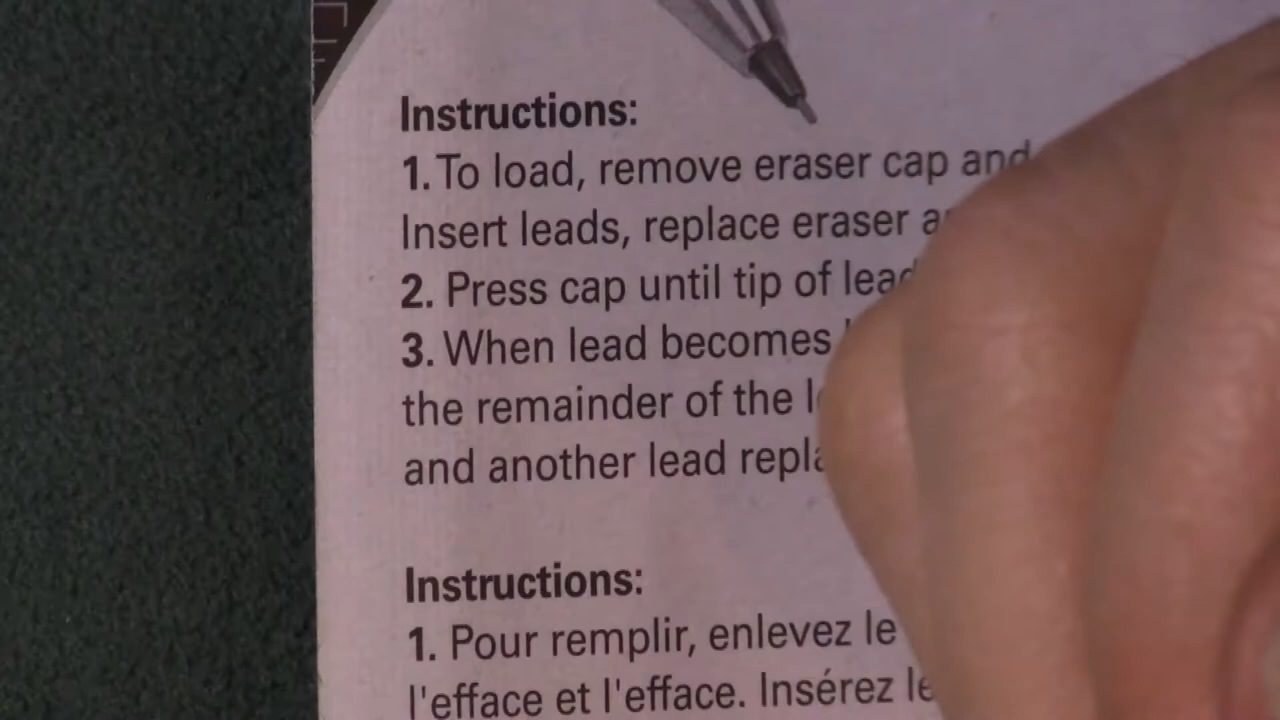 Instructions:
1. To load, remove eraser cap and
Insert leads, replace eraser
2. Press cap until tip of lead
3. When lead becomes
the remainder of the
and another lead
Instructions:
1. Pour remplir, enlevez le
l'efface et l'efface. Insérez